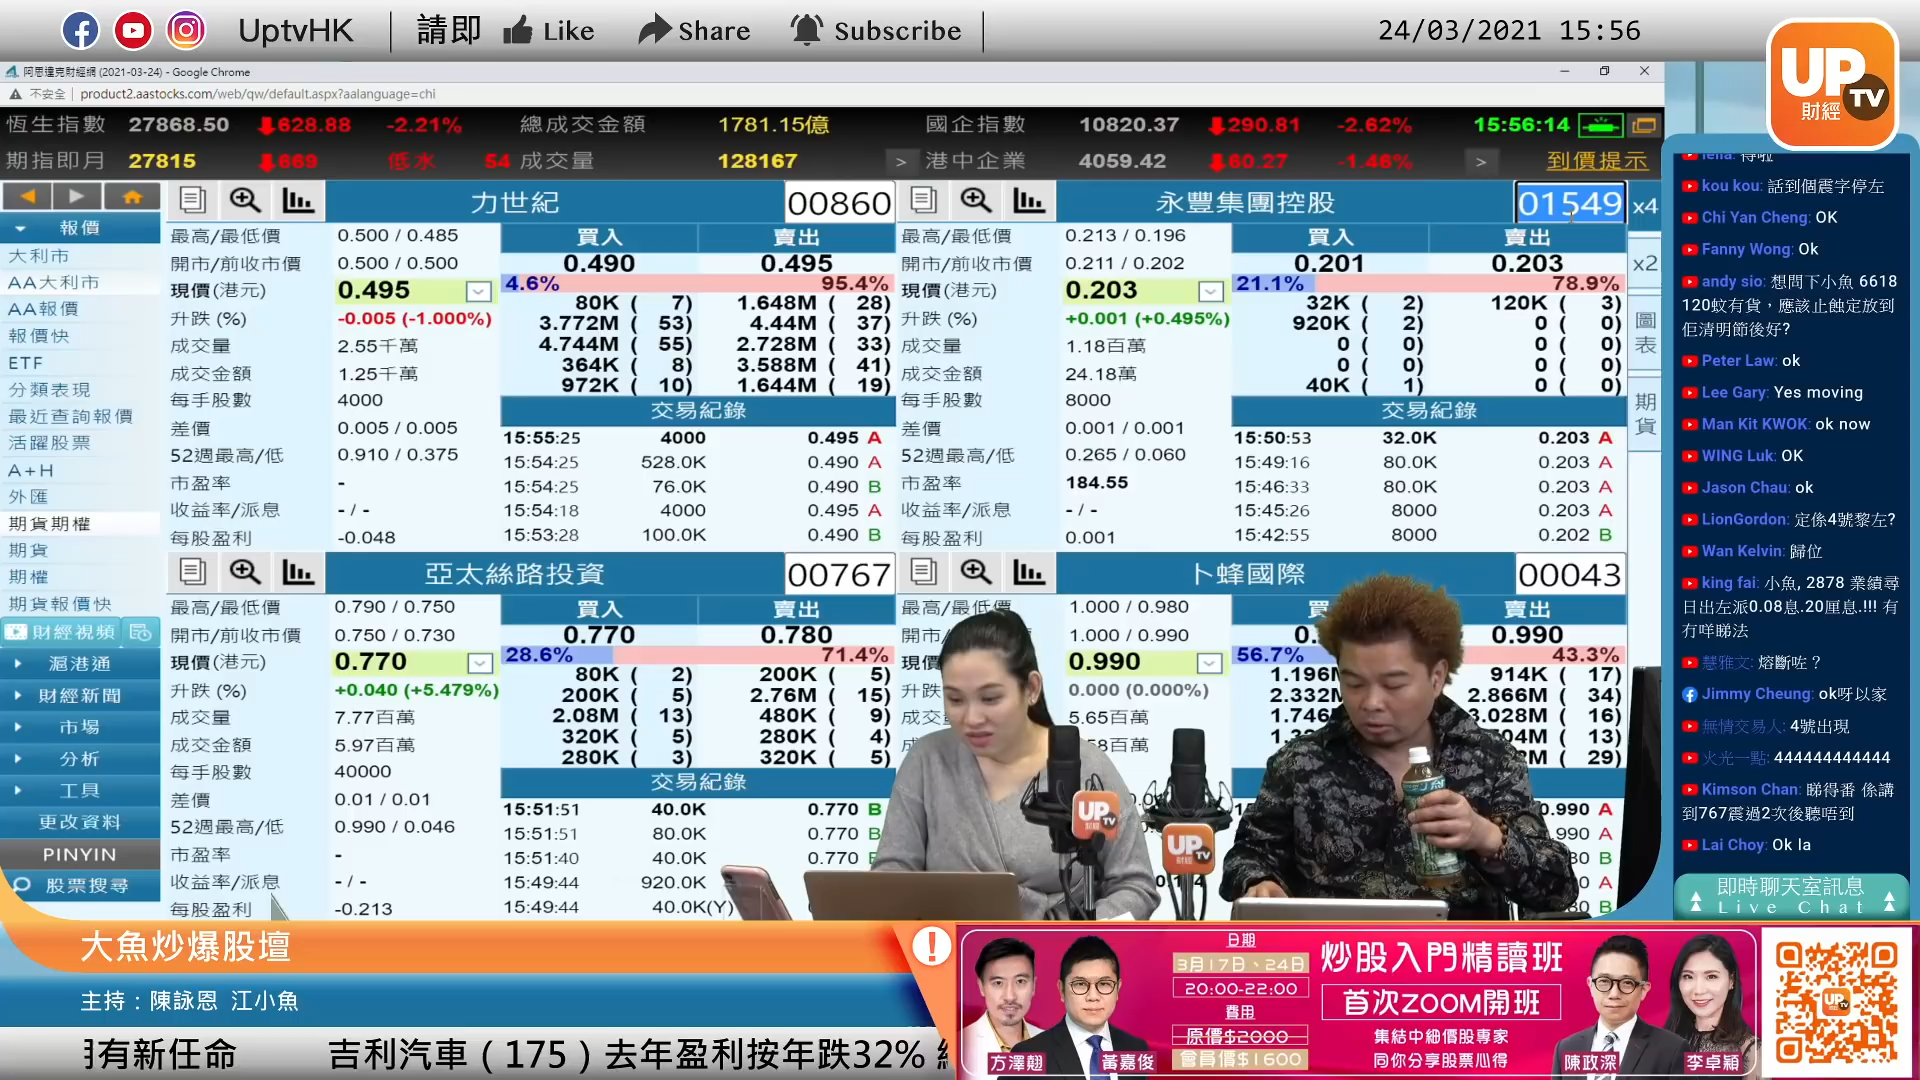 UptvHK
請即
Like
Share
Subscribe
24/03/2021 15:56
UP TV 財經
阿思達克財經網 (2021-03-24) - Google Chrome
不安全 product2.aastocks.com/web/qw/default.aspx?aalanguage=chi
恆生指數 27868.50 628.88 -2.21% 總成交金額 1781.15億 國企指數 10820.37 290.81 -2.62% 15:56:14
期指即月 27815 669 低水 54 成交量 128167 > 港中企業 4059.42 60.27 -1.46% > 到價提示
報價
大利市
AA大利市
AA報價
報價快
ETF
分類表現
最近查詢報價
活躍股票
A+H
外匯
期貨期權
期貨
期權
期貨報價快
財經視頻
滬港通
財經新聞
市場
分析
工具
更改資料
PINYIN
股票搜尋
力世紀 00860
最高/最低價 0.500 / 0.485
開市/前收市價 0.500 / 0.500
現價(港元) 0.495
升跌 (%) -0.005 (-1.000%)
成交量 2.55千萬
成交金額 1.25千萬
每手股數 4000
差價 0.005 / 0.005
52週最高/低 0.910 / 0.375
市盈率 -
收益率/派息 - / -
每股盈利 -0.048
買入 賣出
0.490 0.495
4.6% 95.4%
80K ( 7) 1.648M ( 28)
3.772M ( 53) 4.44M ( 37)
4.744M ( 55) 2.728M ( 33)
364K ( 8) 3.588M ( 41)
972K ( 10) 1.644M ( 19)
交易紀錄
15:55:25 4000 0.495 A
15:54:25 528.0K 0.490 A
15:54:25 76.0K 0.490 B
15:54:18 4000 0.495 A
15:53:28 100.0K 0.490 B
永豐集團控股 01549
最高/最低價 0.213 / 0.196
開市/前收市價 0.211 / 0.202
現價(港元) 0.203
升跌 (%) +0.001 (+0.495%)
成交量 1.18百萬
成交金額 24.18萬
每手股數 8000
差價 0.001 / 0.001
52週最高/低 0.265 / 0.060
市盈率 184.55
收益率/派息 - / -
每股盈利 0.001
買入 賣出
0.201 0.203
21.1% 78.9%
32K ( 2) 120K ( 3)
920K ( 2) 0 ( 0)
0 ( 0) 0 ( 0)
0 ( 0) 0 ( 0)
40K ( 1) 0 ( 0)
交易紀錄
15:50:53 32.0K 0.203 A
15:49:16 80.0K 0.203 A
15:46:33 80.0K 0.203 A
15:45:26 8000 0.203 A
15:42:55 8000 0.202 B
x4
x2
圖表
期貨
亞太絲路投資 00767
最高/最低價 0.790 / 0.750
開市/前收市價 0.750 / 0.730
現價(港元) 0.770
升跌 (%) +0.040 (+5.479%)
成交量 7.77百萬
成交金額 5.97百萬
每手股數 40000
差價 0.01 / 0.01
52週最高/低 0.990 / 0.046
市盈率 -
收益率/派息 - / -
每股盈利 -0.213
買入 賣出
0.770 0.780
28.6% 71.4%
80K ( 2) 200K ( 5)
200K ( 5) 2.76M ( 15)
2.08M ( 13) 480K ( 9)
320K ( 5) 280K ( 4)
280K ( 3) 320K ( 5)
交易紀錄
15:51:51 40.0K 0.770 B
15:51:51 80.0K 0.770 B
15:51:40 40.0K 0.770
15:49:44 920.0K
15:49:44 40.0K(Y)
卜蜂國際 00043
最高/最低價 1.000 / 0.980
開市/前收市價 1.000 / 0.990
現價 0.990
升跌 0.000 (0.000%)
5.65百萬
賣出
0.990
56.7% 43.3%
1.196M 914K ( 17)
2.332M 2.866M ( 34)
3.028M ( 16)
( 13)
29)
UP TV 財經
UP TV 財經
kou kou: 話到個震字停左
Chi Yan Cheng: OK
Fanny Wong: Ok
andy sio: 想問下小魚 6618
120蚊有貨，應該止蝕定放到
佢清明節後好?
Peter Law: ok
Lee Gary: Yes moving
Man Kit KWOK: ok now
WING Luk: OK
Jason Chau: ok
LionGordon: 定係4號黎左?
Wan Kelvin: 歸位
king fai: 小魚, 2878 業績尋
日出左派0.08息.20厘息.!!! 有
冇咩睇法
慧雅文: 熔斷咗？
Jimmy Cheung: ok呀以家
無情交易人: 4號出現
火光一點: 444444444444
Kimson Chan: 睇得番 係講
到767震過2次後聽唔到
Lai Choy: Ok la
即時聊天室訊息
Live Chat
大魚炒爆股壇
主持：陳詠恩 江小魚
有新任命 吉利汽車（175）去年盈利按年跌32%
日期
3月17日、24日
20:00-22:00
費用
原價$2000
會員價$1600
炒股入門精讀班
首次ZOOM開班
集結中細價股專家
同你分享股票心得
方澤翹
黃嘉俊
陳政深
李卓穎
UP TV